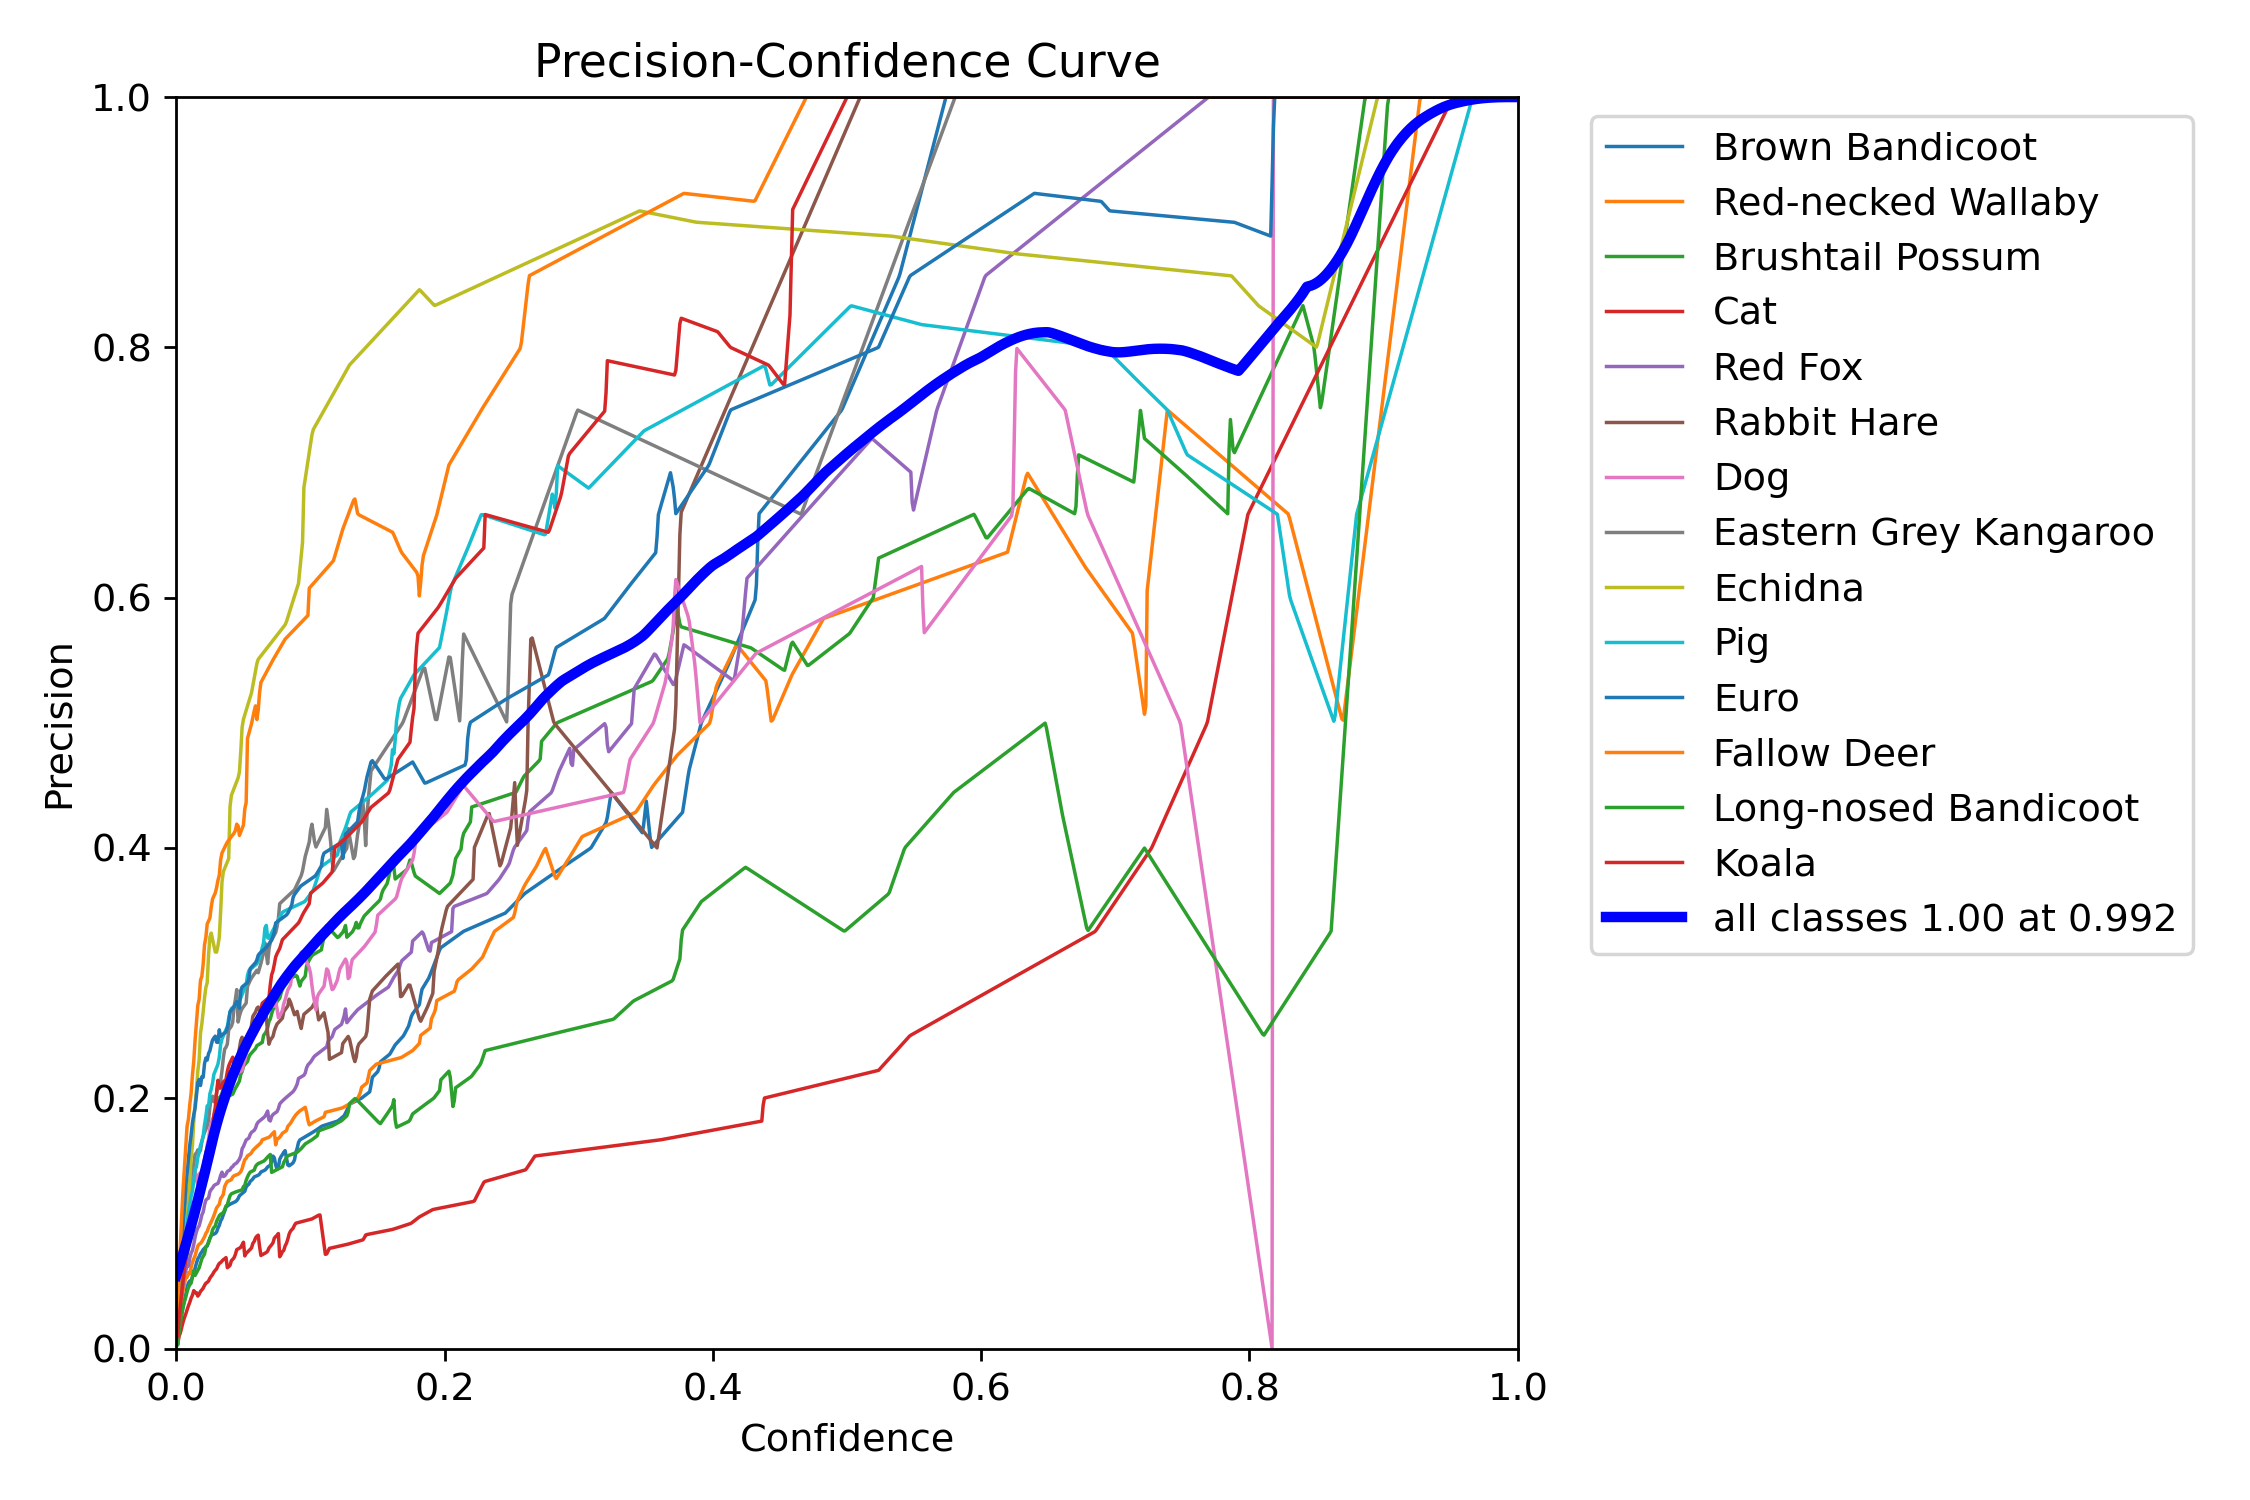 Precision-Confidence Curve
1.0
0.8
0.6
0.4
0.2
0.0
Precision
0.0 0.2 0.4 0.6 0.8 1.0
Confidence
Brown Bandicoot
Red-necked Wallaby
Brushtail Possum
Cat
Red Fox
Rabbit Hare
Dog
Eastern Grey Kangaroo
Echidna
Pig
Euro
Fallow Deer
Long-nosed Bandicoot
Koala
all classes 1.00 at 0.992